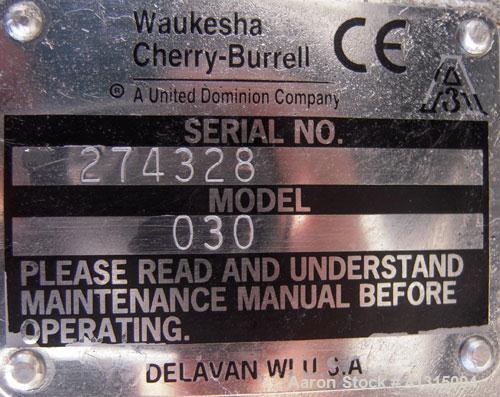 Waukesha
Cherry-Burrell
CE
® A United Dominion Company
3
SERIAL NO.
274328
MODEL
030
PLEASE READ AND UNDERSTAND
MAINTENANCE MANUAL BEFORE
OPERATING.
DELAVAN WI U.S.A
© Aaron Stock